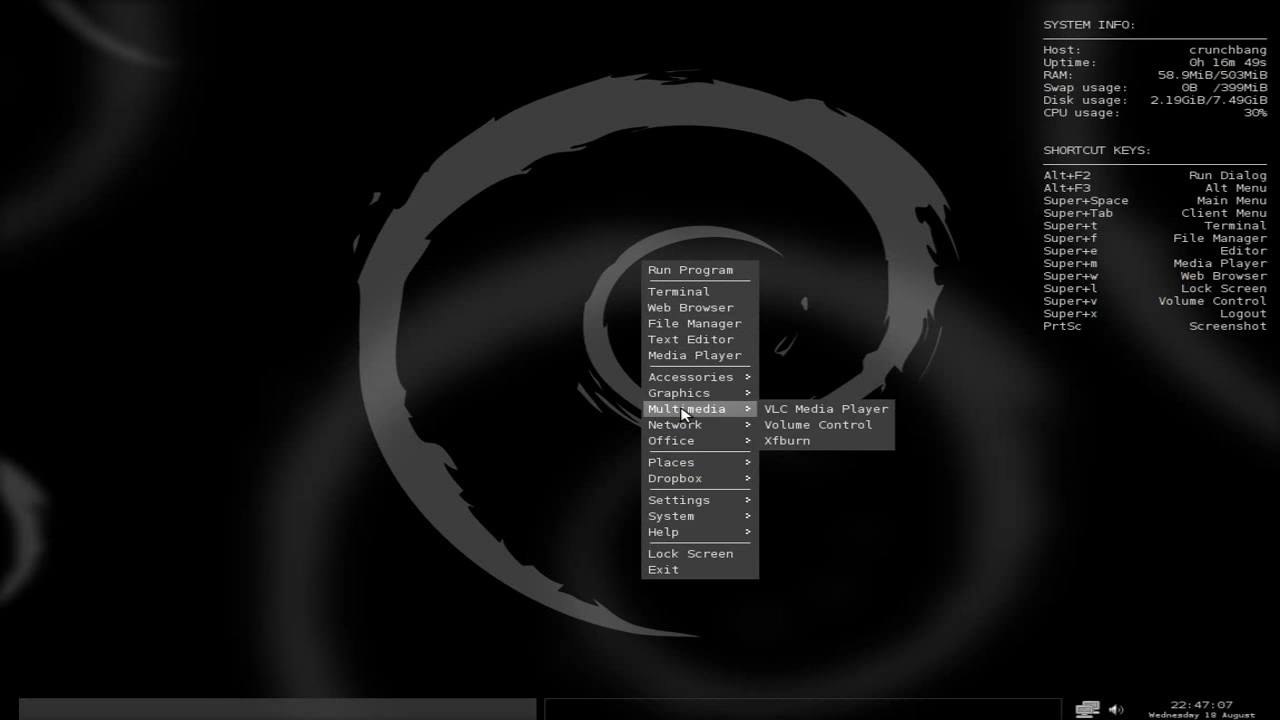 SYSTEM INFO:
Host: crunchbang
Uptime: 0h 16m 49s
RAM: 58.9MiB/503MiB
Swap usage: 0B /399MiB
Disk usage: 2.19GiB/7.49GiB
CPU usage: 30%
SHORTCUT KEYS:
Alt+F2 Run Dialog
Alt+F3 Alt Menu
Super+Space Main Menu
Super+Tab Client Menu
Super+t Terminal
Super+f File Manager
Super+e Editor
Super+m Media Player
Super+w Web Browser
Super+l Lock Screen
Super+v Volume Control
Super+x Logout
PrtSc Screenshot
Run Program
Terminal
Web Browser
File Manager
Text Editor
Media Player
Accessories
Graphics
Multimedia
Network
Office
Places
Dropbox
Settings
System
Help
Lock Screen
Exit
VLC Media Player
Volume Control
Xfburn
22:47:07
Wednesday 18 August